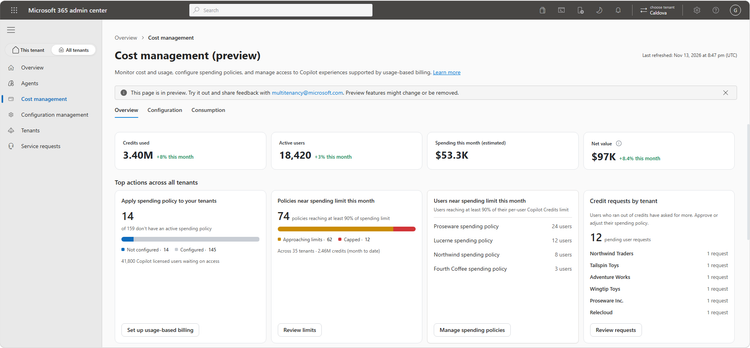 Microsoft 365 admin center
Search
choose tenant
Caldova
G
This tenant
All tenants
Overview
Agents
Cost management
Configuration management
Tenants
Service requests
Overview
Cost management
Cost management (preview)
Last refreshed: Nov 13, 2026 at 8:47 pm (UTC)
Monitor cost and usage, configure spending policies, and manage access to Copilot experiences supported by usage-based billing. Learn more
This page is in preview. Try it out and share feedback with multitenancy@microsoft.com. Preview features might change or be removed.
Overview
Configuration
Consumption
Credits used
3.40M +8% this month
Active users
18,420 +3% this month
Spending this month (estimated)
$53.3K
Net value
$97K +8.4% this month
Top actions across all tenants
Apply spending policy to your tenants
14
of 159 don't have an active spending policy
Not configured · 14 Configured · 145
41,800 Copilot licensed users waiting on access
Set up usage-based billing
Policies near spending limit this month
74 policies reaching at least 90% of spending limit
Approaching limits · 62 Capped · 12
Across 35 tenants · 2.46M credits (month to date)
Review limits
Users near spending limit this month
Users reaching at least 90% of their per-user Copilot Credits limit
Proseware spending policy 24 users
Lucerne spending policy 12 users
Northwind spending policy 8 users
Fourth Coffee spending policy 3 users
Manage spending policies
Credit requests by tenant
Users who ran out of credits have asked for more. Approve or
adjust their spending policy.
12 pending user requests
Northwind Traders 1 request
Tailspin Toys 1 request
Adventure Works 1 request
Wingtip Toys 1 request
Proseware Inc. 1 request
Relecloud 1 request
Review requests